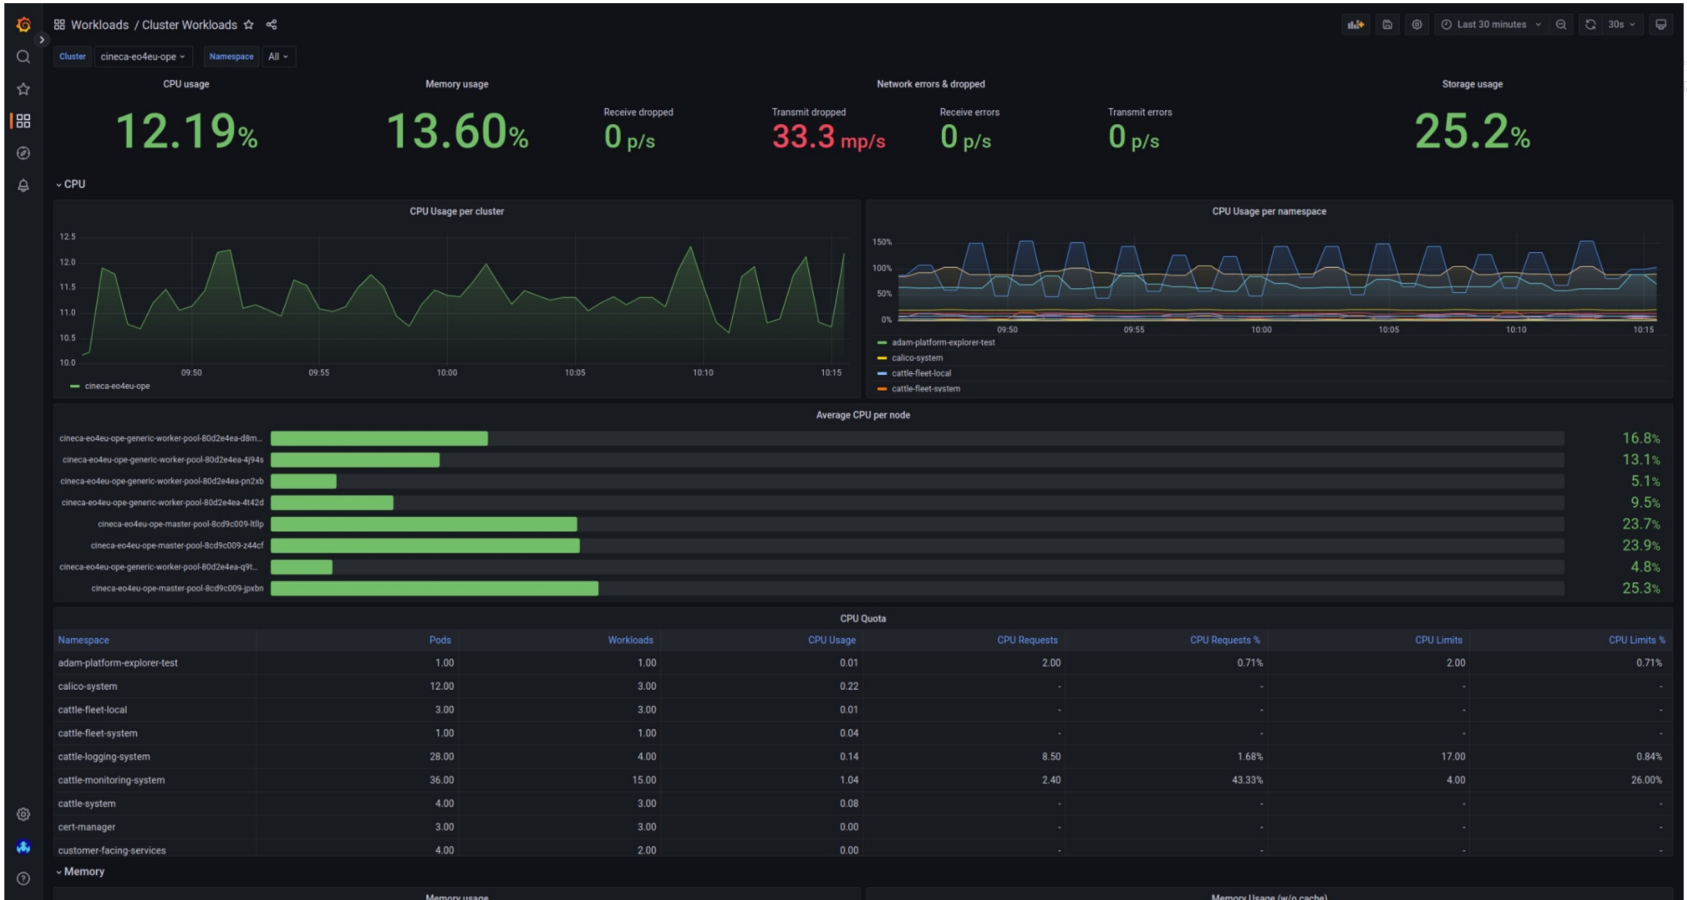 Workloads / Cluster Workloads
Last 30 minutes
30s
Cluster cineca-eo4eu-ope Namespace All
CPU usage
12.19%
Memory usage
13.60%
Network errors & dropped
Receive dropped
0 p/s
Transmit dropped
33.3 mp/s
Receive errors
0 p/s
Transmit errors
0 p/s
Storage usage
25.2%
CPU
CPU Usage per cluster
12.5
12.0
11.5
11.0
10.5
10.0
09:50 09:55 10:00 10:05 10:10 10:15
cineca-eo4eu-ope
CPU Usage per namespace
150%
100%
50%
0%
09:50 09:55 10:00 10:05 10:10 10:15
adam-platform-explorer-test
calico-system
cattle-fleet-local
cattle-fleet-system
Average CPU per node
cineca-eo4eu-ope-generic-worker-pool-80d2e4ea-d8m... 16.8%
cineca-eo4eu-ope-generic-worker-pool-80d2e4ea-4j94s 13.1%
cineca-eo4eu-ope-generic-worker-pool-80d2e4ea-pn2xb 5.1%
cineca-eo4eu-ope-generic-worker-pool-80d2e4ea-4t42d 9.5%
cineca-eo4eu-ope-master-pool-8cd9c009-ltllp 23.7%
cineca-eo4eu-ope-master-pool-8cd9c009-z44cf 23.9%
cineca-eo4eu-ope-generic-worker-pool-80d2e4ea-q9t... 4.8%
cineca-eo4eu-ope-master-pool-8cd9c009-jpxbn 25.3%
CPU Quota
Namespace Pods Workloads CPU Usage CPU Requests CPU Requests % CPU Limits CPU Limits %
adam-platform-explorer-test 1.00 1.00 0.01 2.00 0.71% 2.00 0.71%
calico-system 12.00 3.00 0.22 - - - -
cattle-fleet-local 3.00 3.00 0.01 - - - -
cattle-fleet-system 1.00 1.00 0.04 - - - -
cattle-logging-system 28.00 4.00 0.14 8.50 1.68% 17.00 0.84%
cattle-monitoring-system 36.00 15.00 1.04 2.40 43.33% 4.00 26.00%
cattle-system 4.00 3.00 0.08 - - - -
cert-manager 3.00 3.00 0.00 - - - -
customer-facing-services 4.00 2.00 0.00 - - - -
Memory
Memory usage
Memory Usage (w/o cache)